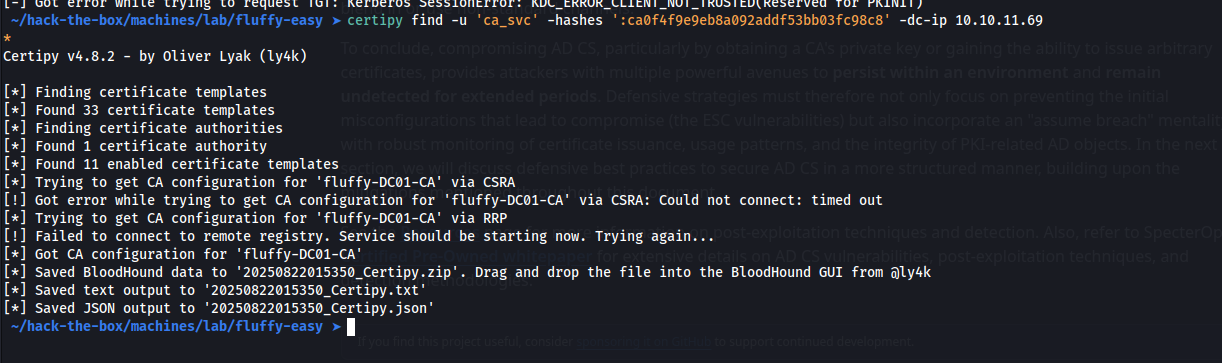 [-] Got error while trying to request TGT: Kerberos SessionError: KDC_ERROR_CLIENT_NOT_TRUSTED(Reserved for PKINIT)
~/hack-the-box/machines/lab/fluffy-easy ➤ certipy find -u 'ca_svc' -hashes ':ca0f4f9e9eb8a092addf53bb03fc98c8' -dc-ip 10.10.11.69
*
To conclude, compromising AD CS, particularly by obtaining a CA's private key or gaining the ability to issue arbitrary
Certipy v4.8.2 - by Oliver Lyak (ly4k)
certificates, provides attackers with multiple powerful avenues to persist within an environment and remain
[*] Finding certificate templates
undetected for extended periods. Defensive strategies must therefore not only focus on preventing the initial
[*] Found 33 certificate templates
misconfigurations that lead to compromise (the ESC vulnerabilities) but also incorporate an "assume breach" mentalit
[*] Finding certificate authorities
with robust monitoring of certificate issuance, usage patterns, and the integrity of PKI-related AD objects. In the next
[*] Found 1 certificate authority
section, we will discuss defensive best practices to secure AD CS in a more structured manner, building upon the
[*] Found 11 enabled certificate templates
[*] Trying to get CA configuration for 'fluffy-DC01-CA' via CSRA
[!] Got error while trying to get CA configuration for 'fluffy-DC01-CA' via CSRA: Could not connect: timed out
[*] Trying to get CA configuration for 'fluffy-DC01-CA' via RRP
[!] Failed to connect to remote registry. Service should be starting now. Trying again...
post-exploitation techniques and detection. Also, refer to SpecterOp
[*] Got CA configuration for 'fluffy-DC01-CA'
Pre-Owned whitepaper for extensive details on AD CS vulnerabilities, post-exploitation techniques, and
[*] Saved BloodHound data to '20250822015350_Certipy.zip'. Drag and drop the file into the BloodHound GUI from @ly4k
[*] Saved text output to '20250822015350_Certipy.txt'
[*] Saved JSON output to '20250822015350_Certipy.json'
~/hack-the-box/machines/lab/fluffy-easy ➤
If you find this project useful, consider sponsoring it on GitHub to support continued development.